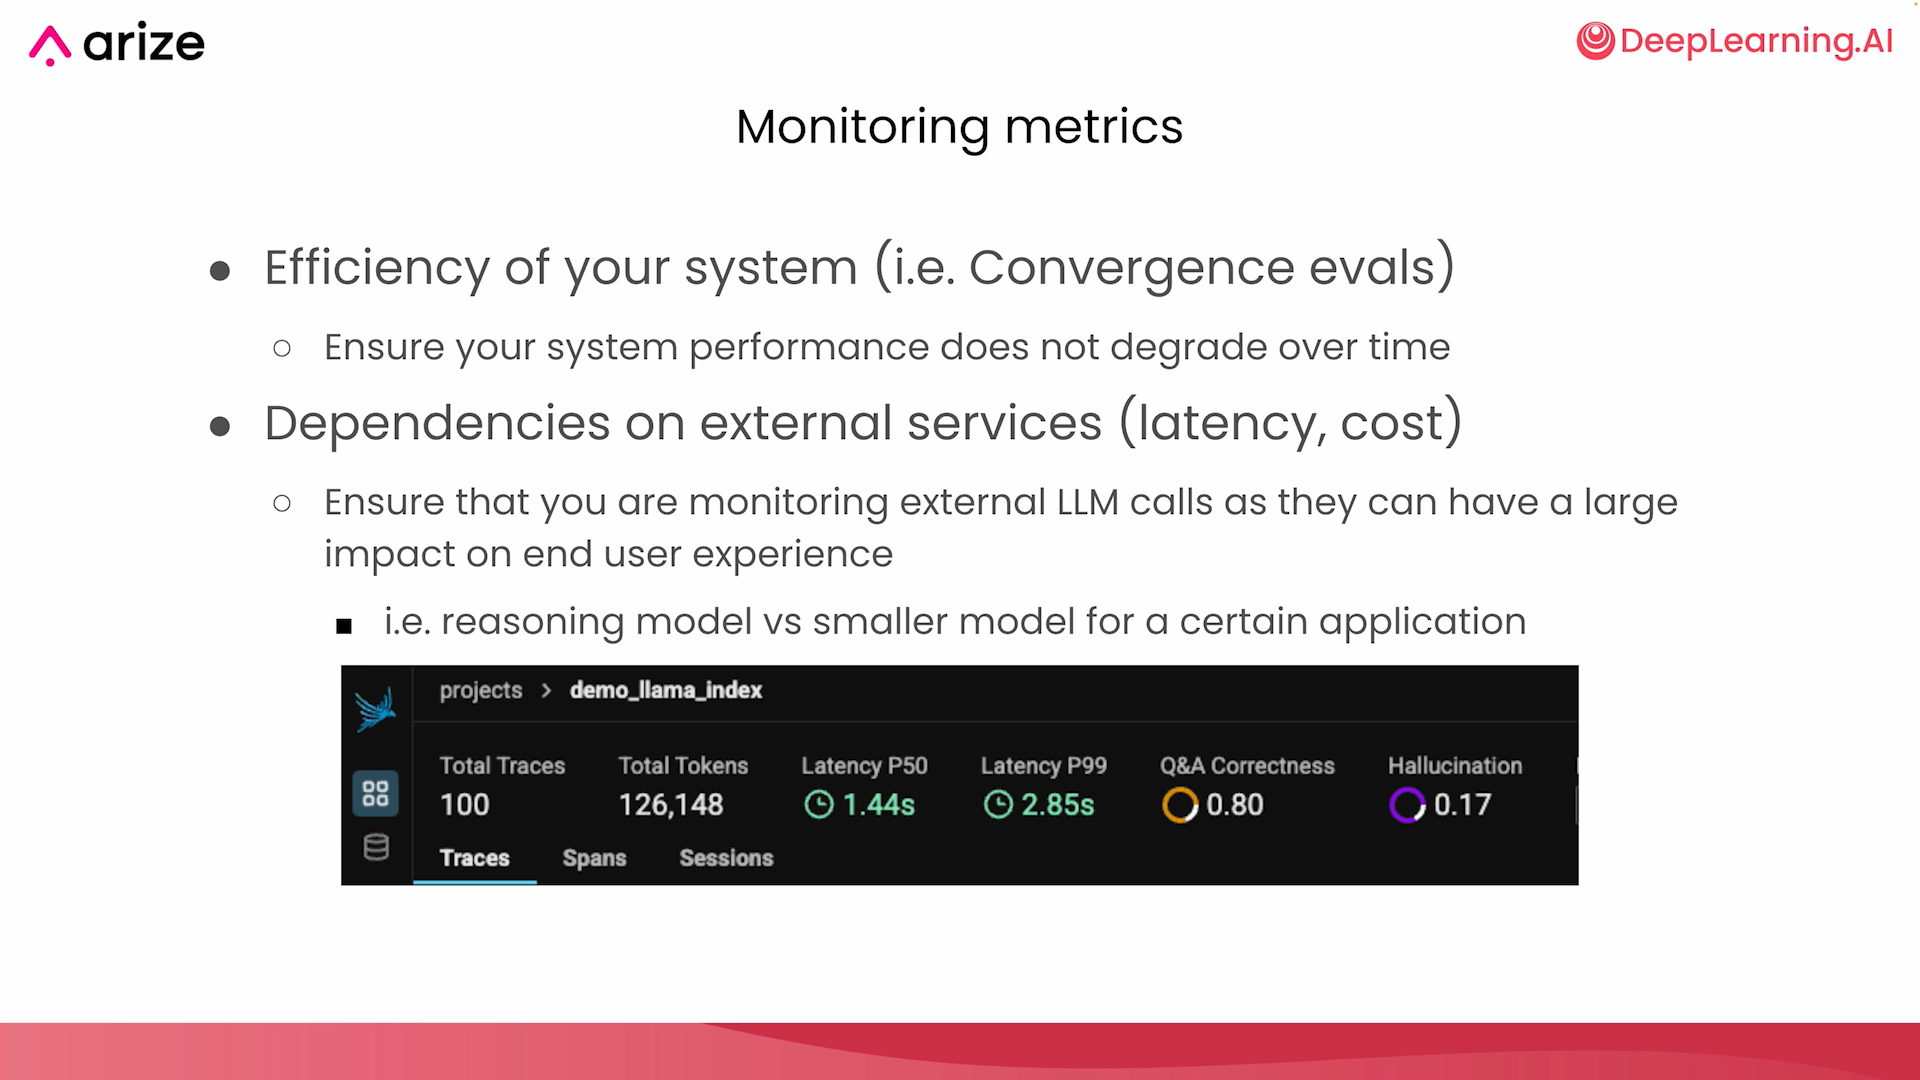 arize
DeepLearning.AI
Monitoring metrics
● Efficiency of your system (i.e. Convergence evals)
○ Ensure your system performance does not degrade over time
● Dependencies on external services (latency, cost)
○ Ensure that you are monitoring external LLM calls as they can have a large
impact on end user experience
■ i.e. reasoning model vs smaller model for a certain application
projects > demo_llama_index
Total Traces Total Tokens Latency P50 Latency P99 Q&A Correctness Hallucination
100 126,148 1.44s 2.85s 0.80 0.17
Traces Spans Sessions